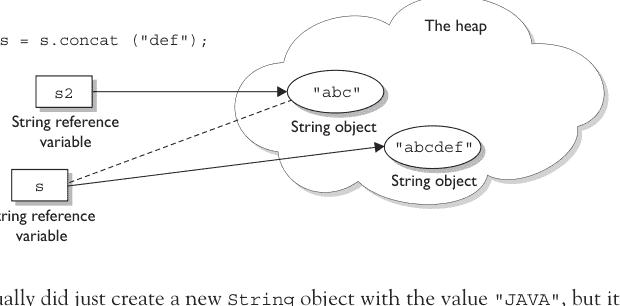 The heap
s = s.concat ("def");
s2
"abc"
String reference
variable
String object
"abcdef"
s
String object
tring reference
variable
ually did just create a new String object with the value "JAVA", but it